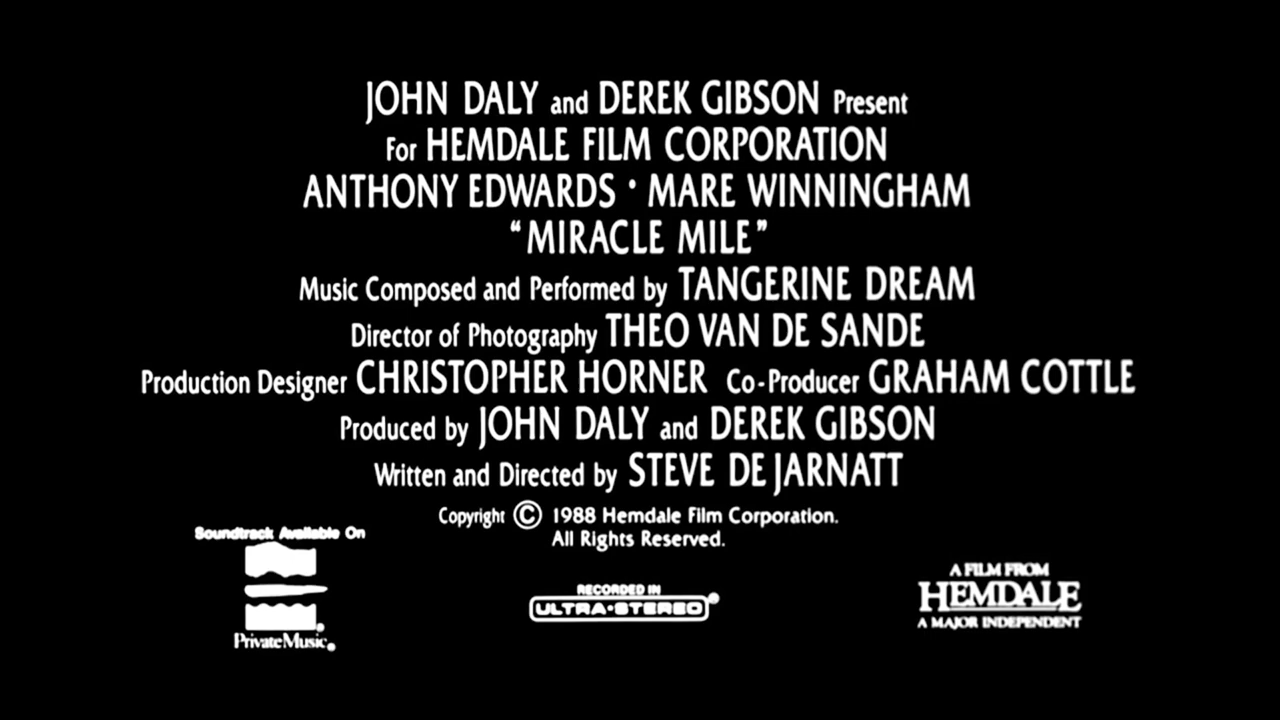 JOHN DALY and DEREK GIBSON Present
For HEMDALE FILM CORPORATION
ANTHONY EDWARDS · MARE WINNINGHAM
“MIRACLE MILE”
Music Composed and Performed by TANGERINE DREAM
Director of Photography THEO VAN DE SANDE
Production Designer CHRISTOPHER HORNER Co-Producer GRAHAM COTTLE
Produced by JOHN DALY and DEREK GIBSON
Written and Directed by STEVE DE JARNATT
Copyright © 1988 Hemdale Film Corporation.
All Rights Reserved.
Soundtrack Available On
PrivateMusic®
RECORDED IN
ULTRA·STEREO®
A FILM FROM
HEMDALE
A MAJOR INDEPENDENT